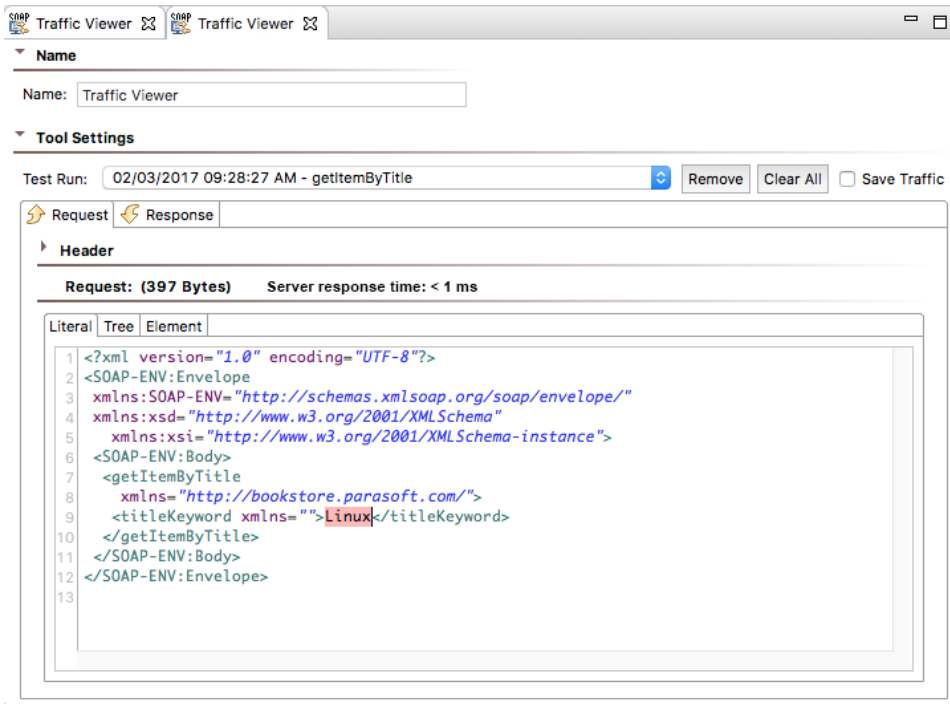 SOAP Traffic Viewer SOAP Traffic Viewer
Name
Name: Traffic Viewer
Tool Settings
Test Run: 02/03/2017 09:28:27 AM - getItemByTitle Remove Clear All Save Traffic
Request Response
Header
Request: (397 Bytes) Server response time: < 1 ms
Literal Tree Element
1 <?xml version="1.0" encoding="UTF-8"?>
2 <SOAP-ENV:Envelope
3 xmlns:SOAP-ENV="http://schemas.xmlsoap.org/soap/envelope/"
4 xmlns:xsd="http://www.w3.org/2001/XMLSchema"
5 xmlns:xsi="http://www.w3.org/2001/XMLSchema-instance">
6 <SOAP-ENV:Body>
7 <getItemByTitle
8 xmlns="http://bookstore.parasoft.com/">
9 <titleKeyword xmlns="">Linux</titleKeyword>
10 </getItemByTitle>
11 </SOAP-ENV:Body>
12 </SOAP-ENV:Envelope>
13